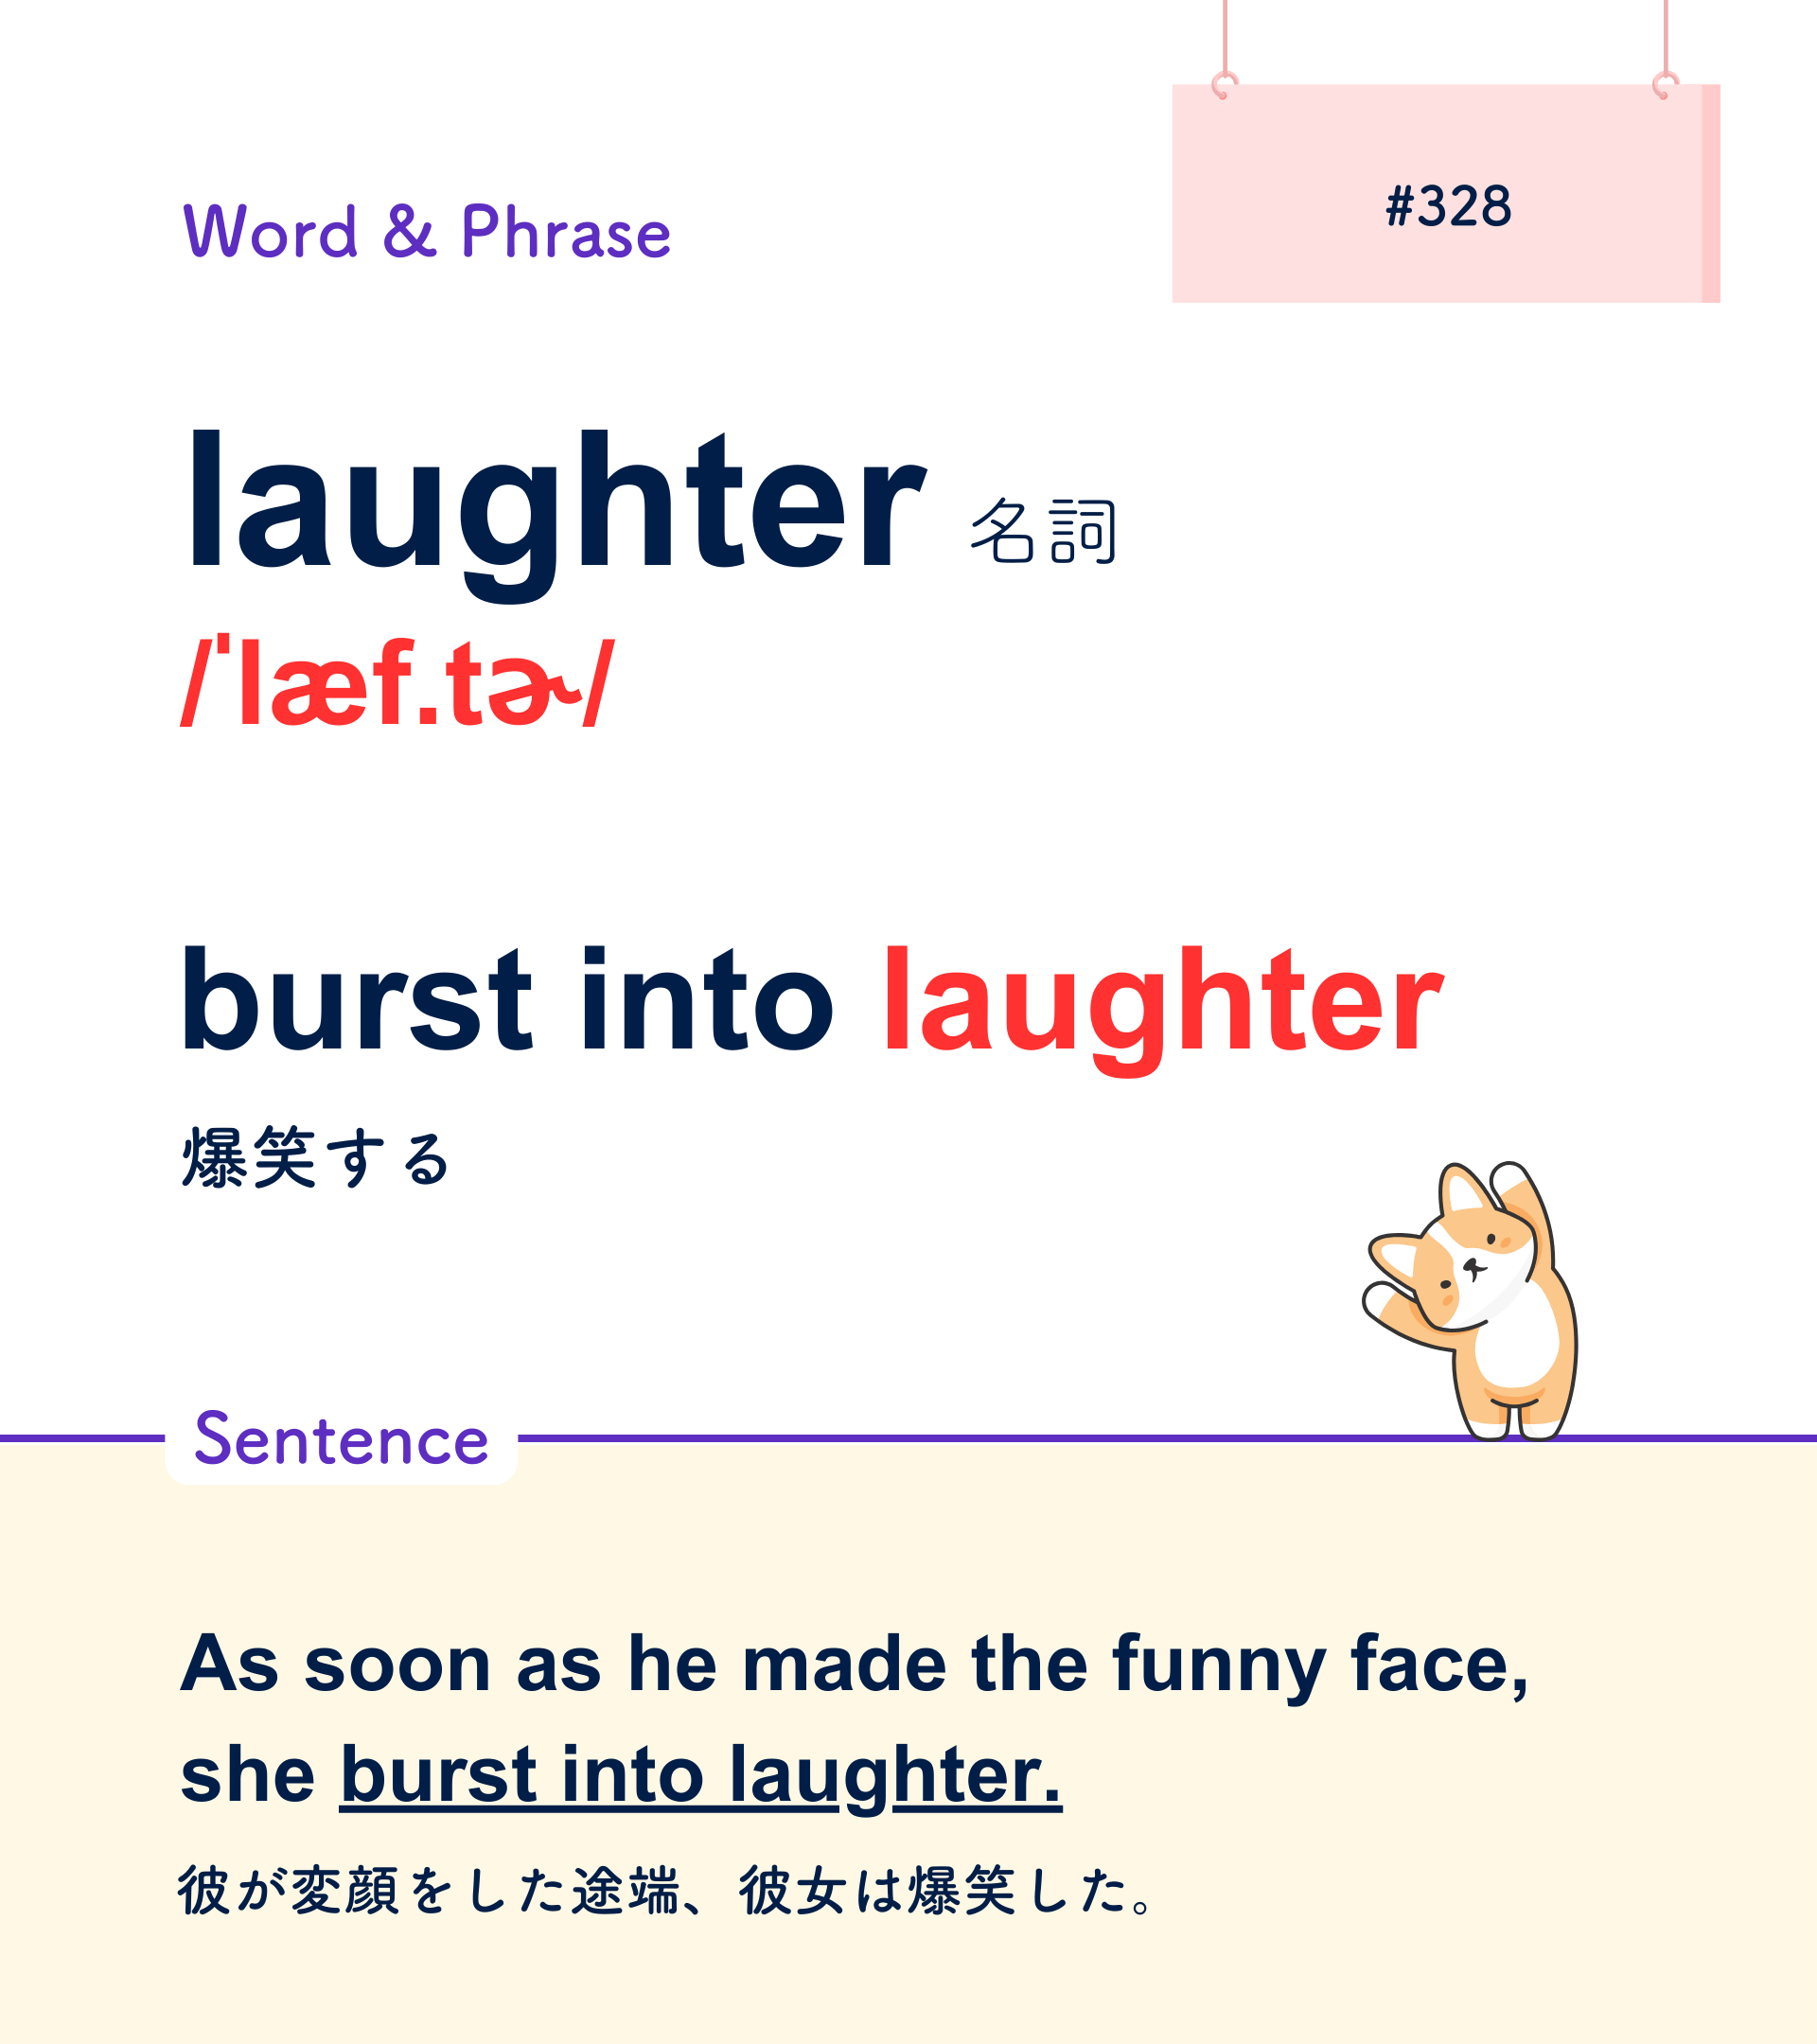 #328
Word & Phrase
laughter 名詞
/ˈlæf.tɚ/
burst into laughter
爆笑する
Sentence
As soon as he made the funny face,
she burst into laughter.
彼が変顔をした途端、彼女は爆笑した。